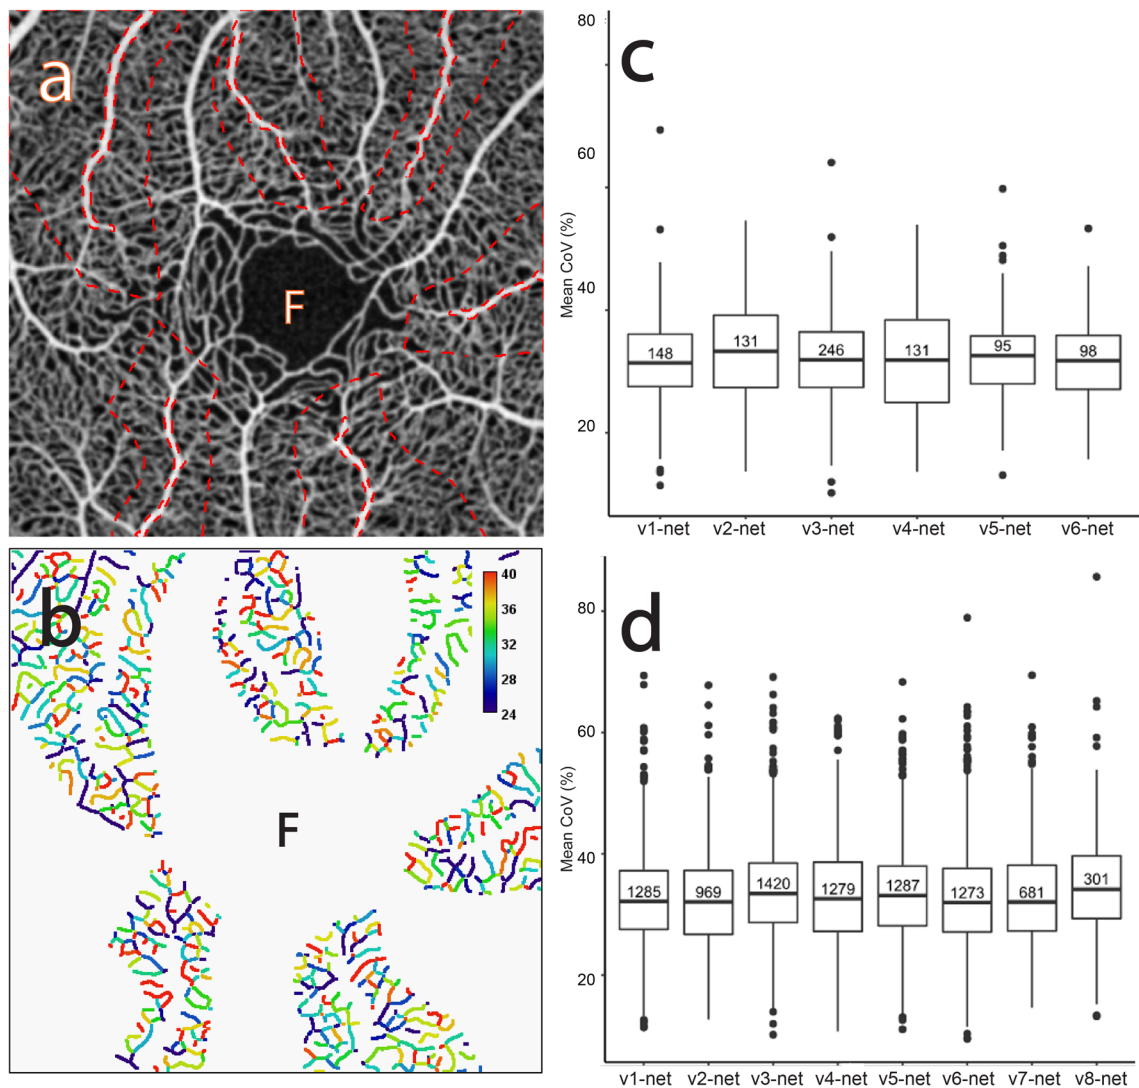 a
F
b
F
40
36
32
28
24
c
80
60
40
20
Mean CoV (%)
148
131
246
131
95
98
v1-net v2-net v3-net v4-net v5-net v6-net
d
80
60
40
20
Mean CoV (%)
1285
969
1420
1279
1287
1273
681
301
v1-net v2-net v3-net v4-net v5-net v6-net v7-net v8-net